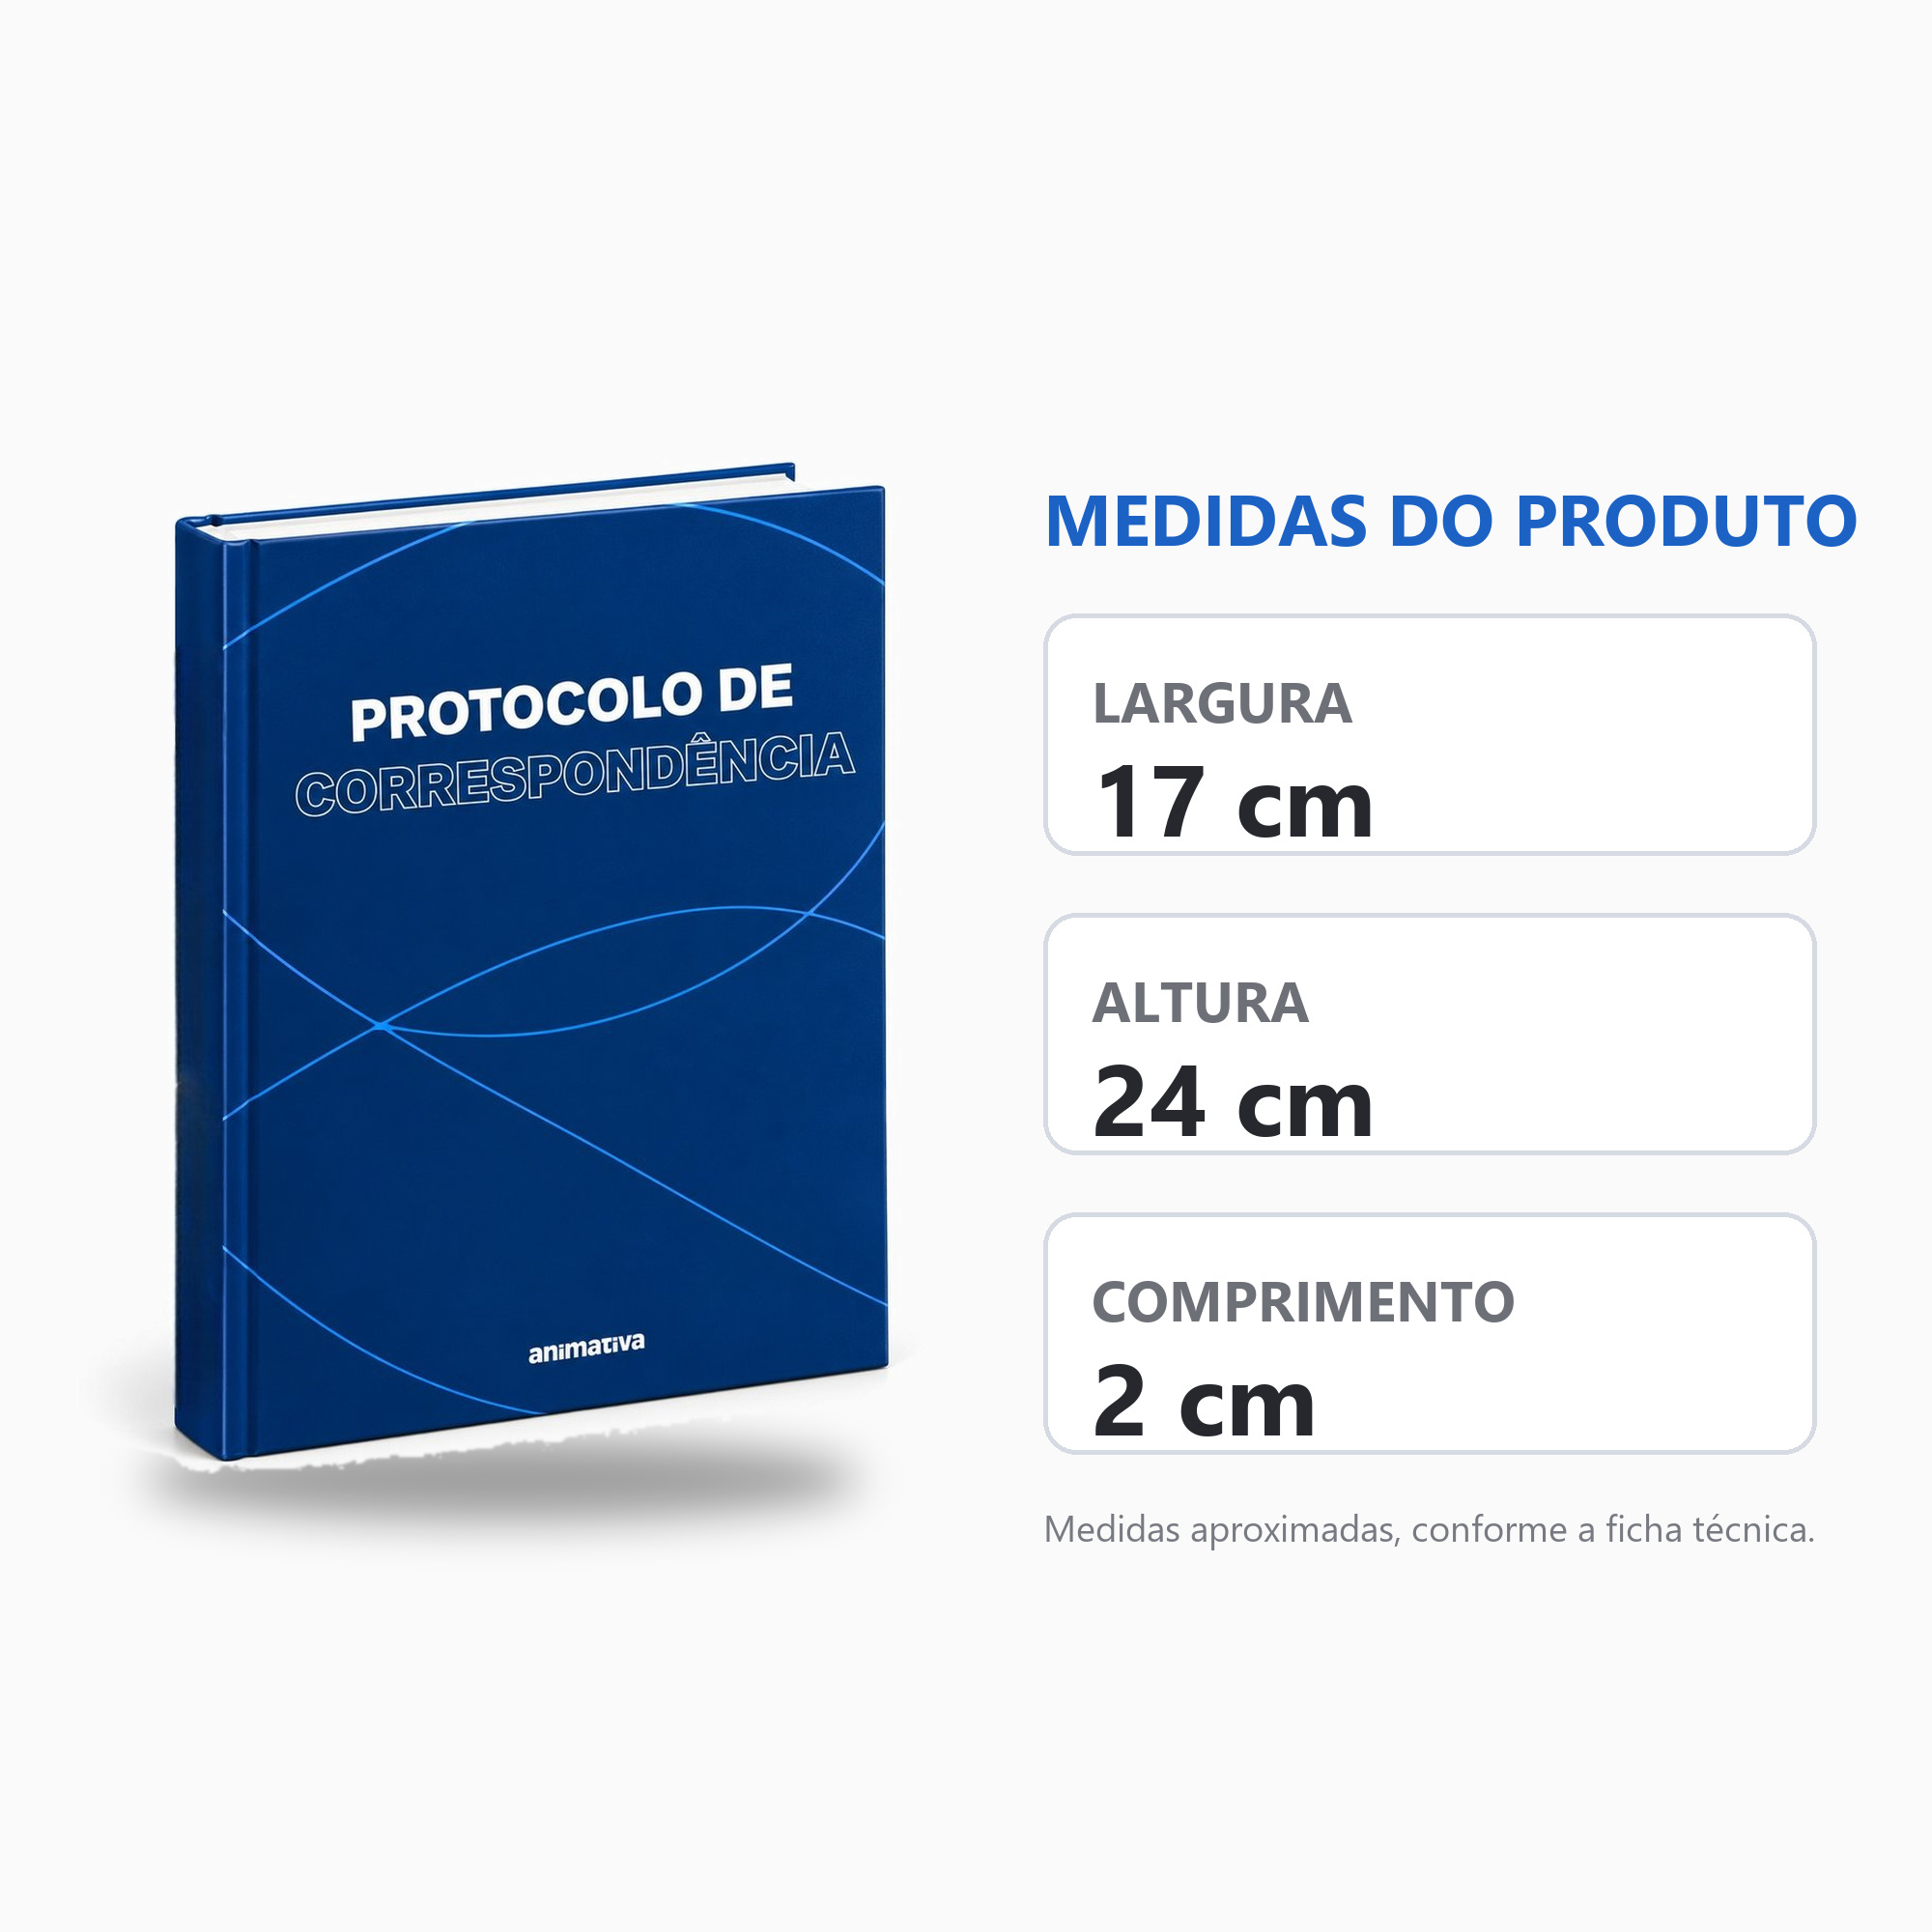 PROTOCOLO DE
CORRESPONDÊNCIA
animativa
MEDIDAS DO PRODUTO
LARGURA
17 cm
ALTURA
24 cm
COMPRIMENTO
2 cm
Medidas aproximadas, conforme a ficha técnica.